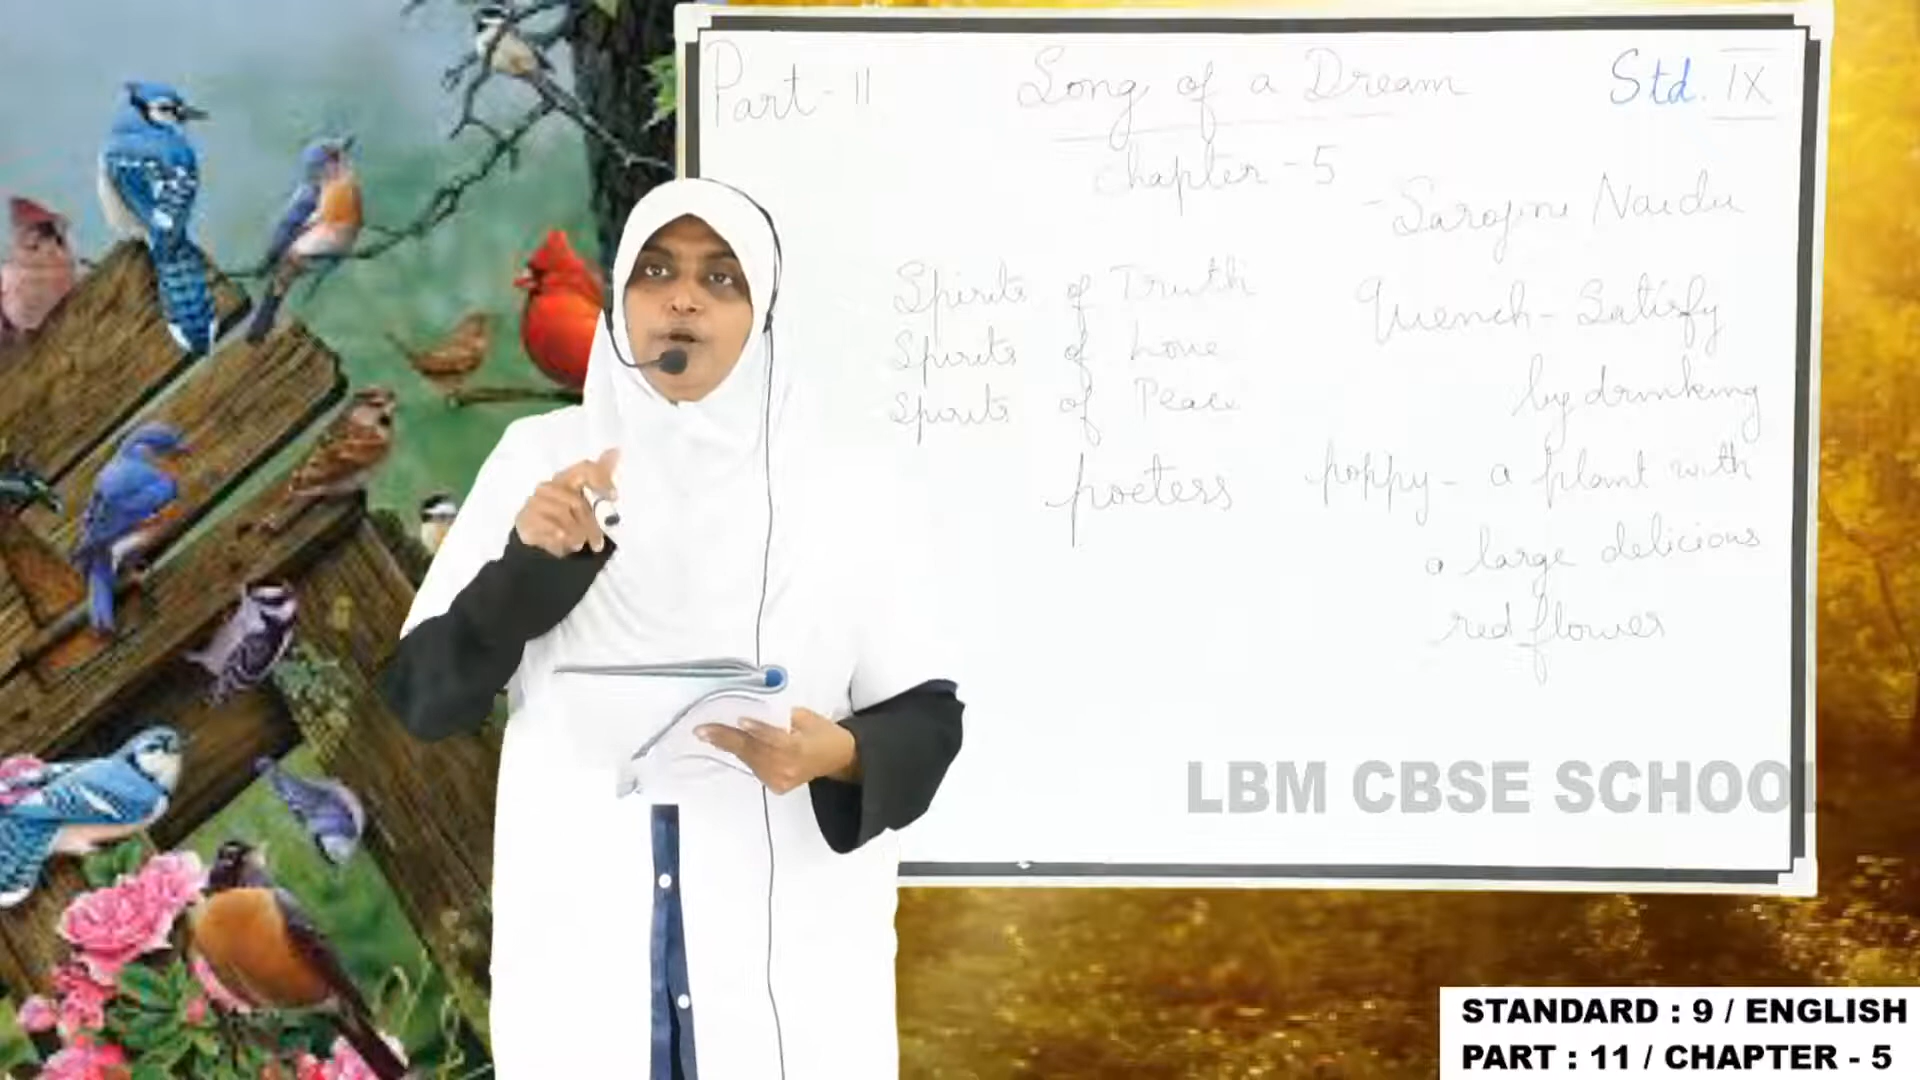 Part-11 Song of a Dream Std. IX
Chapter-5
-Sarojini Naidu
Spirits of Truth
Spirits of Love
Spirits of Peace
poetess
Quench-Satisfy
by drinking
poppy- a plant with
a large delicious
red flower
LBM CBSE SCHOOL
STANDARD : 9 / ENGLISH
PART : 11 / CHAPTER - 5